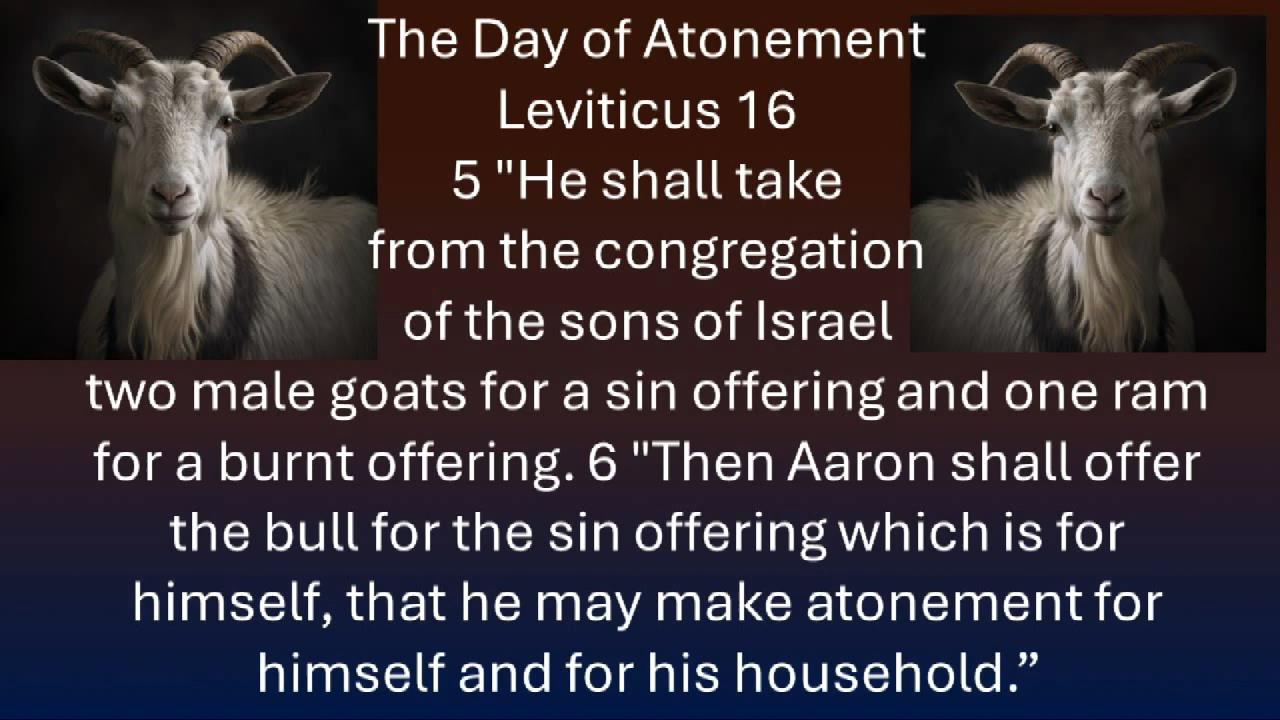 The Day of Atonement
Leviticus 16
5 "He shall take
from the congregation
of the sons of Israel
two male goats for a sin offering and one ram
for a burnt offering. 6 "Then Aaron shall offer
the bull for the sin offering which is for
himself, that he may make atonement for
himself and for his household.”